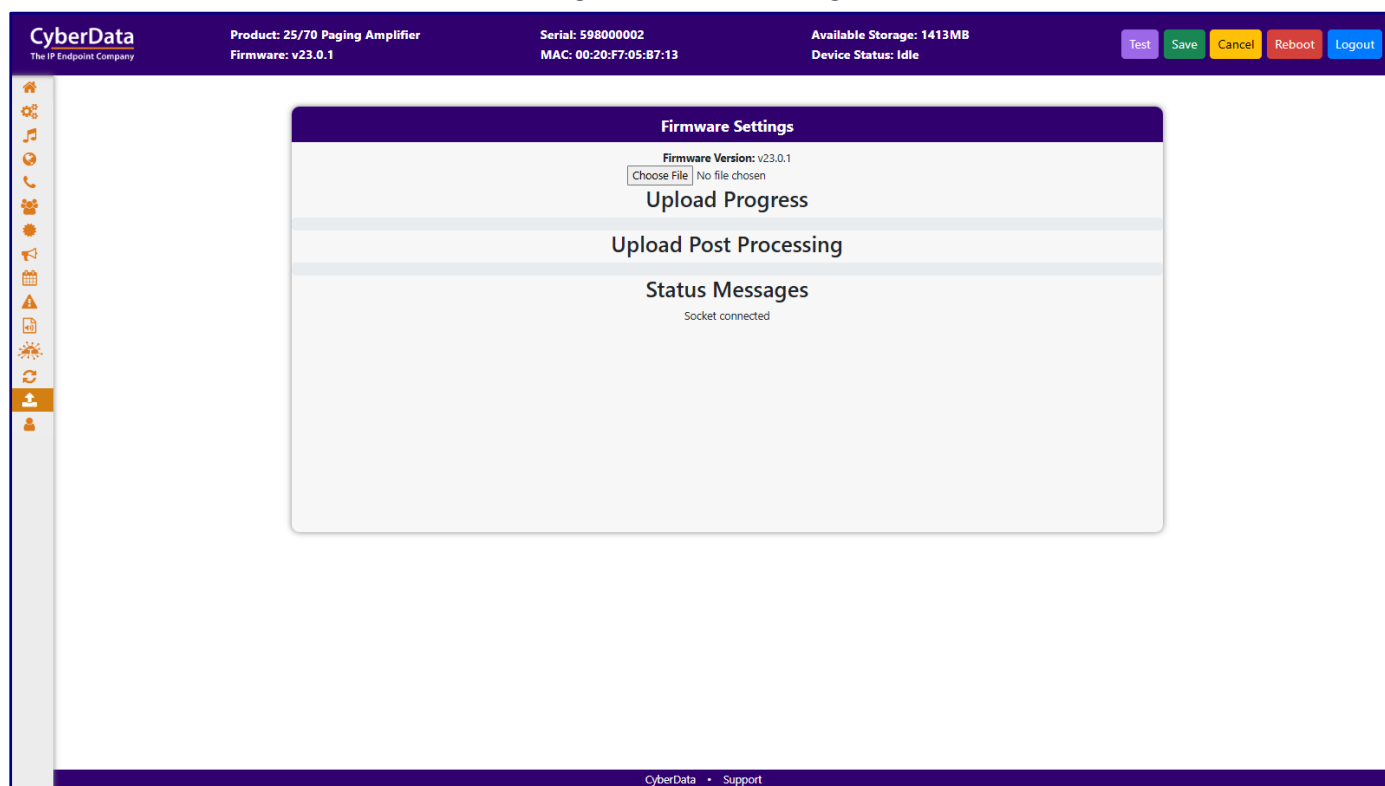 CyberData
The IP Endpoint Company
Product: 25/70 Paging Amplifier
Firmware: v23.0.1
Serial: 598000002
MAC: 00:20:F7:05:B7:13
Available Storage: 1413MB
Device Status: Idle
Test
Save
Cancel
Reboot
Logout
Firmware Settings
Firmware Version: v23.0.1
Choose File No file chosen
Upload Progress
Upload Post Processing
Status Messages
Socket connected
CyberData • Support